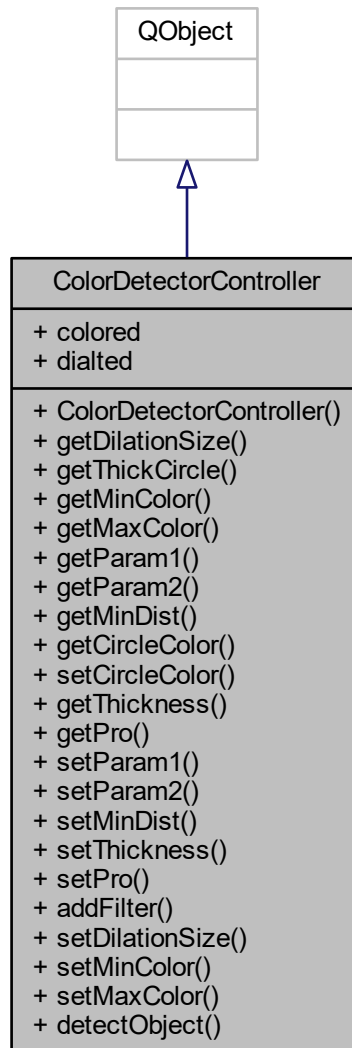 QObject
ColorDetectorController
+ colored
+ dialted
+ ColorDetectorController()
+ getDilationSize()
+ getThickCircle()
+ getMinColor()
+ getMaxColor()
+ getParam1()
+ getParam2()
+ getMinDist()
+ getCircleColor()
+ setCircleColor()
+ getThickness()
+ getPro()
+ setParam1()
+ setParam2()
+ setMinDist()
+ setThickness()
+ setPro()
+ addFilter()
+ setDilationSize()
+ setMinColor()
+ setMaxColor()
+ detectObject()